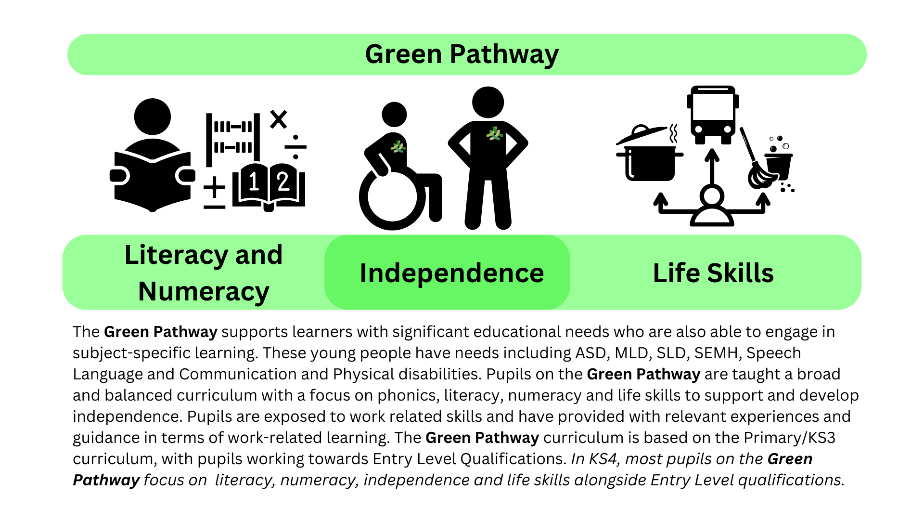 Green Pathway
1 2
Literacy and
Numeracy
Independence
Life Skills
The Green Pathway supports learners with significant educational needs who are also able to engage in
subject-specific learning. These young people have needs including ASD, MLD, SLD, SEMH, Speech
Language and Communication and Physical disabilities. Pupils on the Green Pathway are taught a broad
and balanced curriculum with a focus on phonics, literacy, numeracy and life skills to support and develop
independence. Pupils are exposed to work related skills and have provided with relevant experiences and
guidance in terms of work-related learning. The Green Pathway curriculum is based on the Primary/KS3
curriculum, with pupils working towards Entry Level Qualifications. In KS4, most pupils on the Green
Pathway focus on literacy, numeracy, independence and life skills alongside Entry Level qualifications.